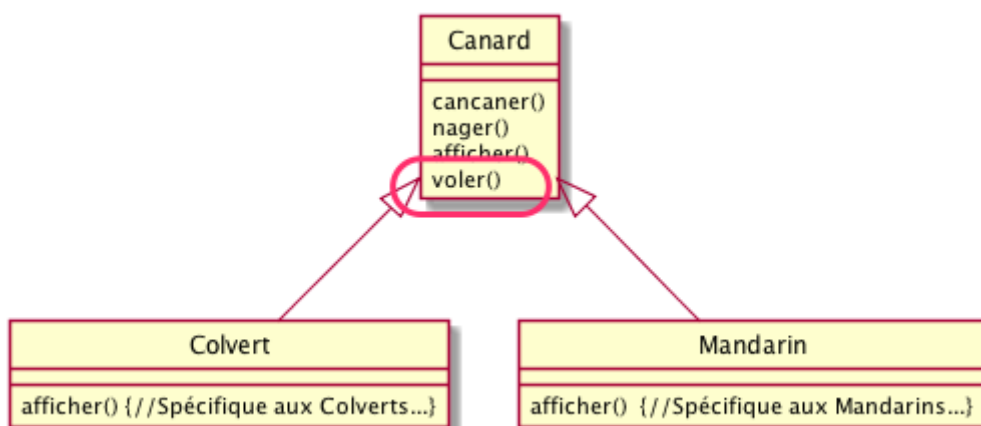 Canard
cancaner()
nager()
afficher()
voler()
Colvert
afficher() {//Spécifique aux Colverts...}
Mandarin
afficher() {//Spécifique aux Mandarins...}